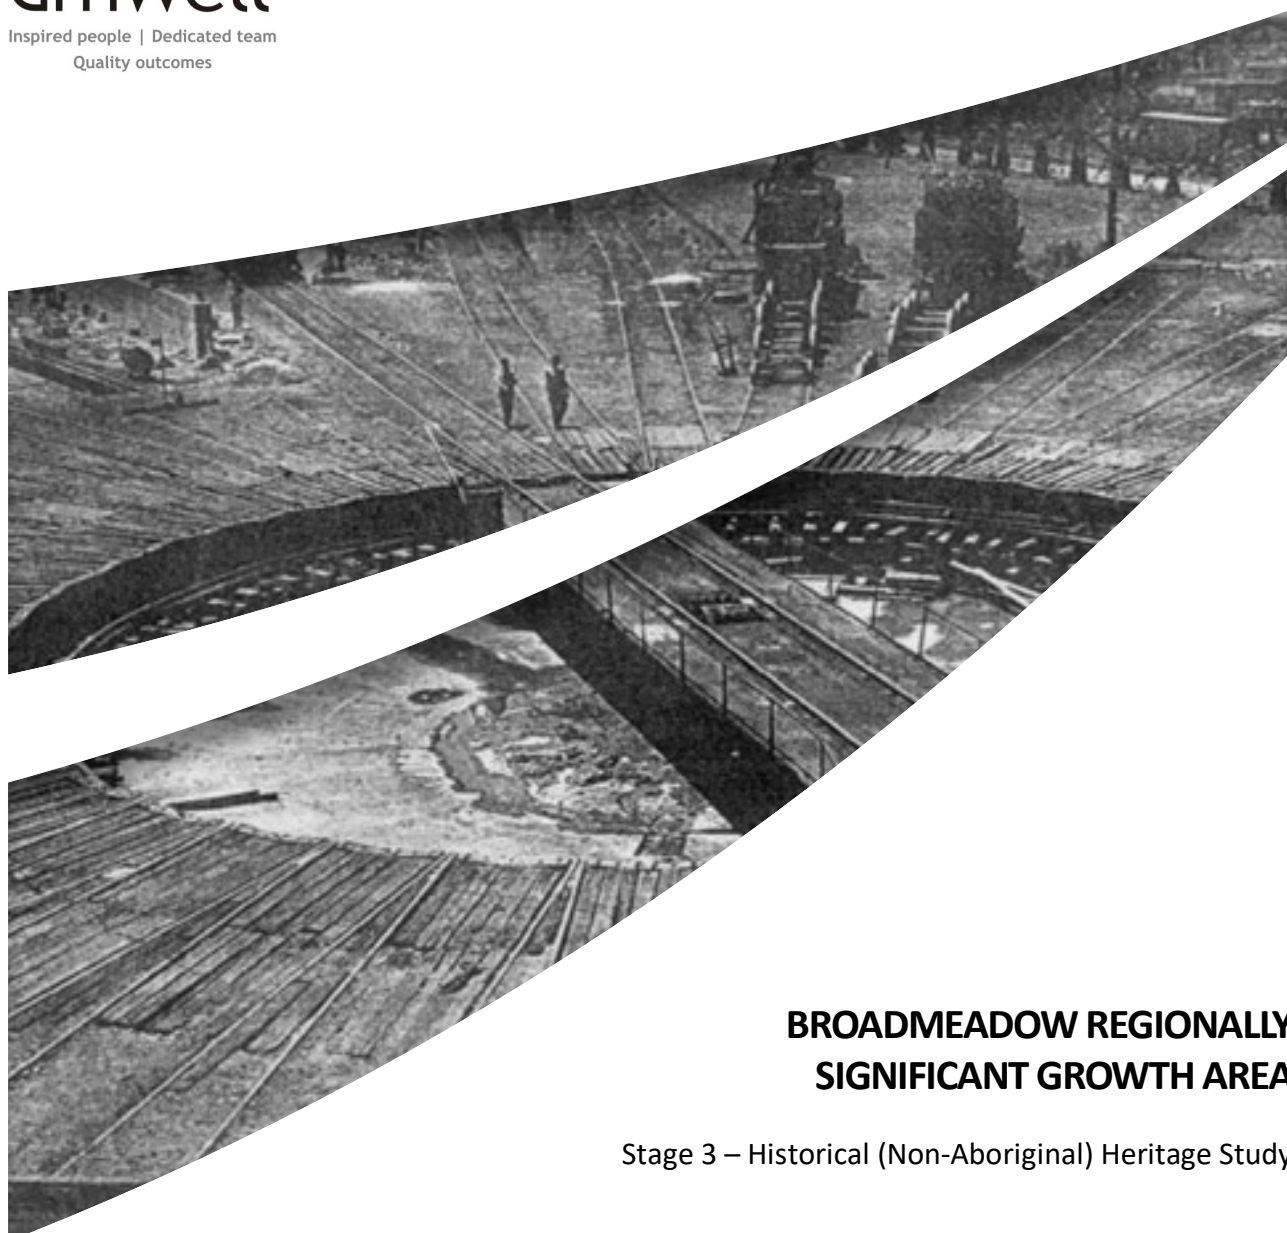 Inspired people | Dedicated team
Quality outcomes
BROADMEADOW REGIONALLY
SIGNIFICANT GROWTH AREA
Stage 3 – Historical (Non-Aboriginal) Heritage Study